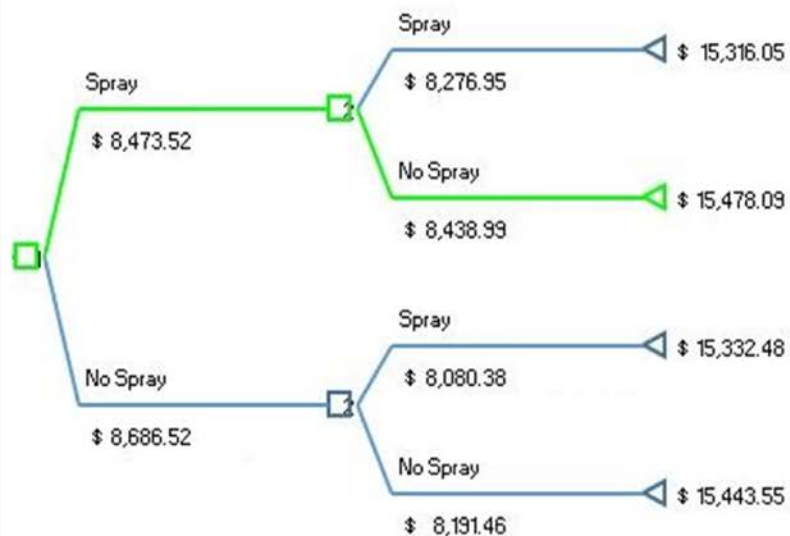 Spray
$ 8,473.52
Spray
$ 8,276.95
$ 15,316.05
No Spray
$ 8,438.99
$ 15,478.09
No Spray
$ 8,686.52
Spray
$ 8,080.38
$ 15,332.48
No Spray
$ 8,191.46
$ 15,443.55